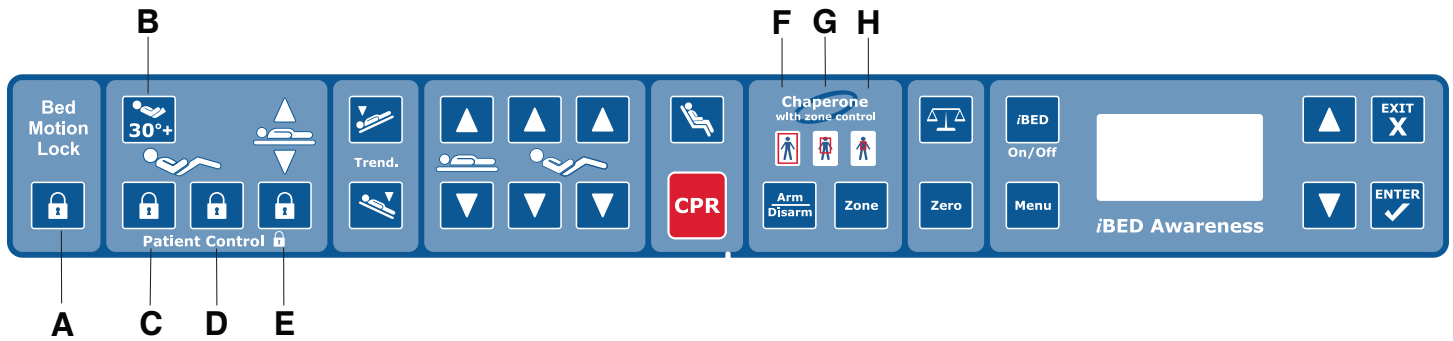 B
F G H
Bed
Motion
Lock
30°+
Trend.
Patient Control
CPR
Chaperone
with zone control
Arm
Disarm
Zone
Zero
iBED
On/Off
Menu
iBED Awareness
EXIT
X
ENTER
A
C
D
E